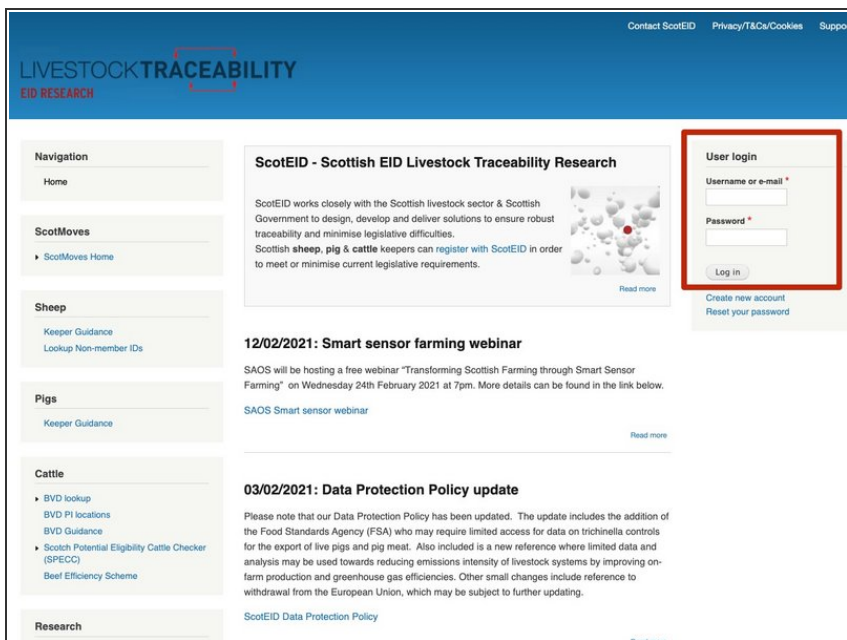 Contact ScotEID Privacy/T&Cs/Cookies
LIVESTOCKTRACEABILITY
EID RESEARCH
Navigation
Home
ScotMoves
ScotMoves Home
Sheep
Keeper Guidance
Lookup Non-member IDs
Pigs
Keeper Guidance
Cattle
BVD lookup
BVD PI locations
BVD Guidance
Scotch Potential Eligibility Cattle Checker
(SPECC)
Beef Efficiency Scheme
Research
ScotEID - Scottish EID Livestock Traceability Research
ScotEID works closely with the Scottish livestock sector & Scottish
Government to design, develop and deliver solutions to ensure robust
traceability and minimise legislative difficulties.
Scottish sheep, pig & cattle keepers can register with ScotEID in order
to meet or minimise current legislative requirements.
Read more
12/02/2021: Smart sensor farming webinar
SAOS will be hosting a free webinar "Transforming Scottish Farming through Smart Sensor
Farming" on Wednesday 24th February 2021 at 7pm. More details can be found in the link below.
SAOS Smart sensor webinar
Read more
03/02/2021: Data Protection Policy update
Please note that our Data Protection Policy has been updated. The update includes the addition of
the Food Standards Agency (FSA) who may require limited access for data on trichinella controls
for the export of live pigs and pig meat. Also included is a new reference where limited data and
analysis may be used towards reducing emissions intensity of livestock systems by improving on-
farm production and greenhouse gas efficiencies. Other small changes include reference to
withdrawal from the European Union, which may be subject to further updating.
ScotEID Data Protection Policy
User login
Username or e-mail *
Password *
Log in
Create new account
Reset your password